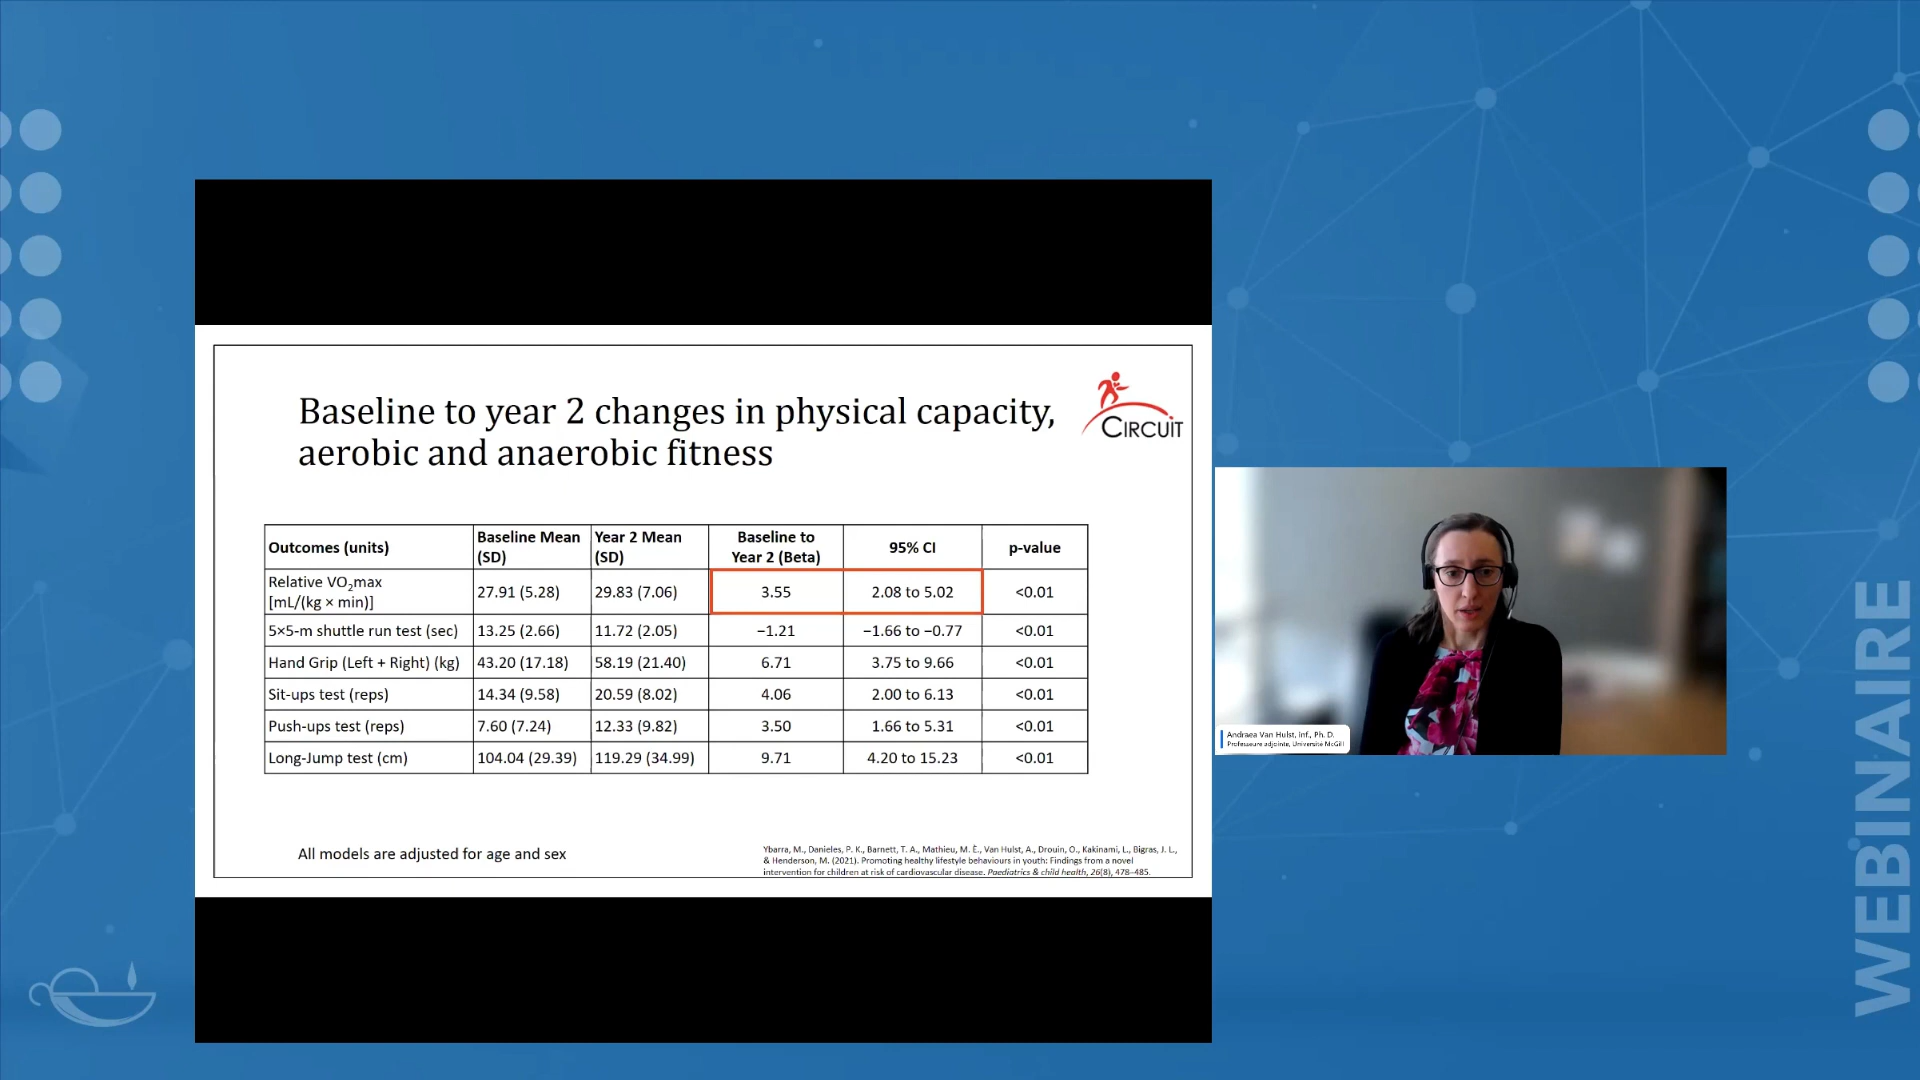 Baseline to year 2 changes in physical capacity,
aerobic and anaerobic fitness
CIRCUIT
Outcomes (units) Baseline Mean (SD) Year 2 Mean (SD) Baseline to Year 2 (Beta) 95% CI p-value
Relative VO2max [mL/(kg × min)] 27.91 (5.28) 29.83 (7.06) 3.55 2.08 to 5.02 <0.01
5×5-m shuttle run test (sec) 13.25 (2.66) 11.72 (2.05) −1.21 −1.66 to −0.77 <0.01
Hand Grip (Left + Right) (kg) 43.20 (17.18) 58.19 (21.40) 6.71 3.75 to 9.66 <0.01
Sit-ups test (reps) 14.34 (9.58) 20.59 (8.02) 4.06 2.00 to 6.13 <0.01
Push-ups test (reps) 7.60 (7.24) 12.33 (9.82) 3.50 1.66 to 5.31 <0.01
Long-Jump test (cm) 104.04 (29.39) 119.29 (34.99) 9.71 4.20 to 15.23 <0.01
All models are adjusted for age and sex
Ybarra, M., Danieles, P. K., Barnett, T. A., Mathieu, M. È., Van Hulst, A., Drouin, O., Kakinami, L., Bigras, J. L.,
& Henderson, M. (2021). Promoting healthy lifestyle behaviours in youth: Findings from a novel
intervention for children at risk of cardiovascular disease. Paediatrics & child health, 26(8), 478–485.
Andraea Van Hulst, inf., Ph. D.
Professeure adjointe, Université McGill
WEBINAIRE